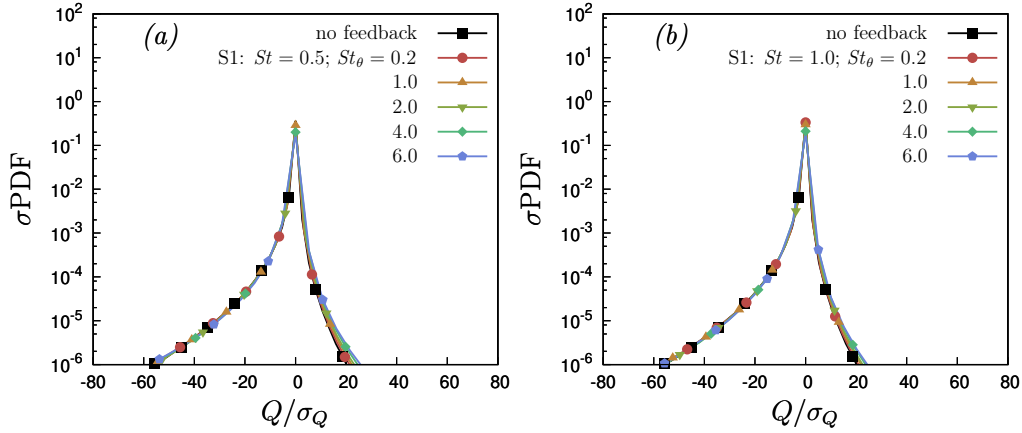 (a)
no feedback
S1: St = 0.5; Stθ = 0.2
1.0
2.0
4.0
6.0
10^2
10^1
10^0
10^-1
10^-2
10^-3
10^-4
10^-5
10^-6
σPDF
-80 -60 -40 -20 0 20 40 60 80
Q/σQ
(b)
no feedback
S1: St = 1.0; Stθ = 0.2
1.0
2.0
4.0
6.0
10^2
10^1
10^0
10^-1
10^-2
10^-3
10^-4
10^-5
10^-6
σPDF
-80 -60 -40 -20 0 20 40 60 80
Q/σQ